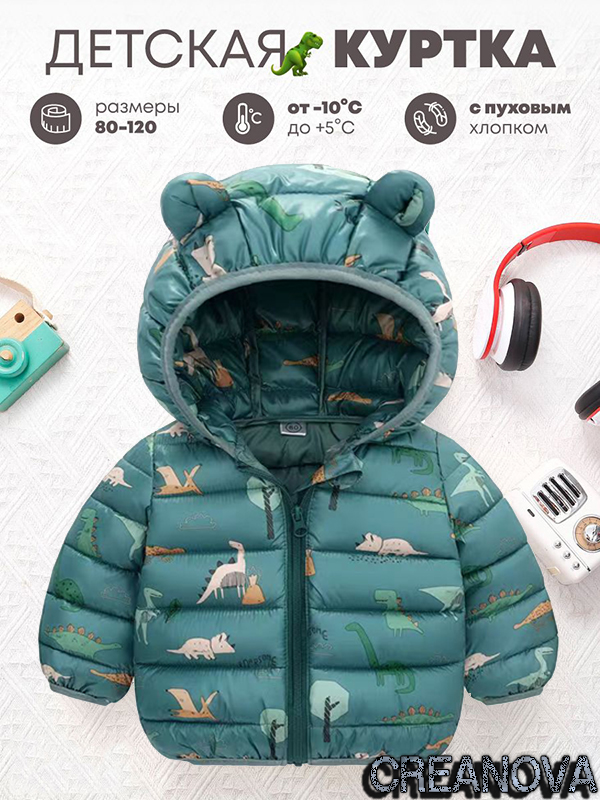 ДЕТСКАЯ КУРТКА
размеры
80-120
от -10°C
до +5°C
°C
с пуховым
хлопком
CREANOVA